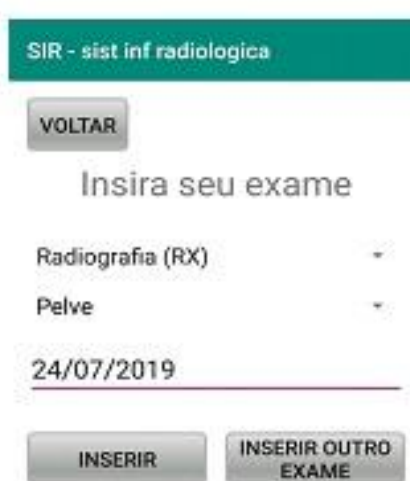 SIR - sist inf radiologica
VOLTAR
Insira seu exame
Radiografia (RX)
Pelve
24/07/2019
INSERIR
INSERIR OUTRO
EXAME